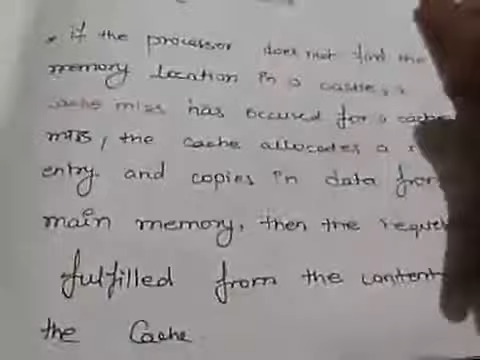 * if the processor does not find the
memory location in a cache, a
cache miss has occured for a cache
miss, the cache allocates a
entry. and copies in data from
main memory, then the reque
fulfilled from the content
the Cache.